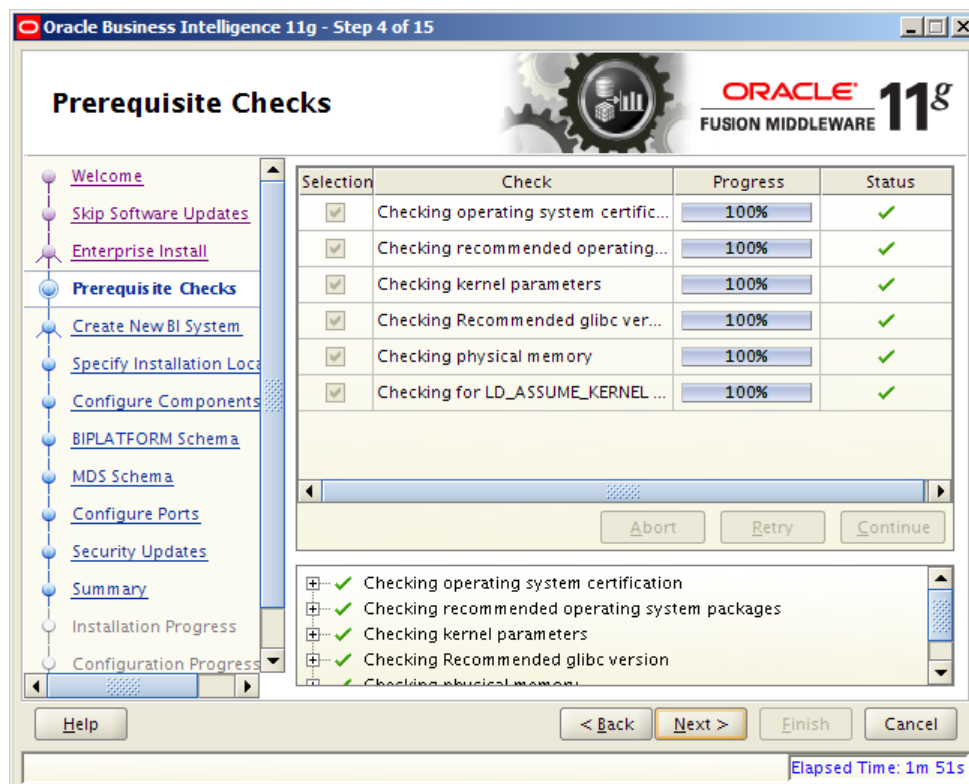 Oracle Business Intelligence 11g - Step 4 of 15
Prerequisite Checks
ORACLE
FUSION MIDDLEWARE
11g
Welcome
Skip Software Updates
Enterprise Install
Prerequisite Checks
Create New BI System
Specify Installation Loca
Configure Components
BIPLATFORM Schema
MDS Schema
Configure Ports
Security Updates
Summary
Installation Progress
Configuration Progress
Selection Check Progress Status
Checking operating system certific... 100%
Checking recommended operating... 100%
Checking kernel parameters 100%
Checking Recommended glibc ver... 100%
Checking physical memory 100%
Checking for LD_ASSUME_KERNEL ... 100%
Abort Retry Continue
Checking operating system certification
Checking recommended operating system packages
Checking kernel parameters
Checking Recommended glibc version
Checking physical memory
Help < Back Next > Finish Cancel
Elapsed Time: 1m 51s